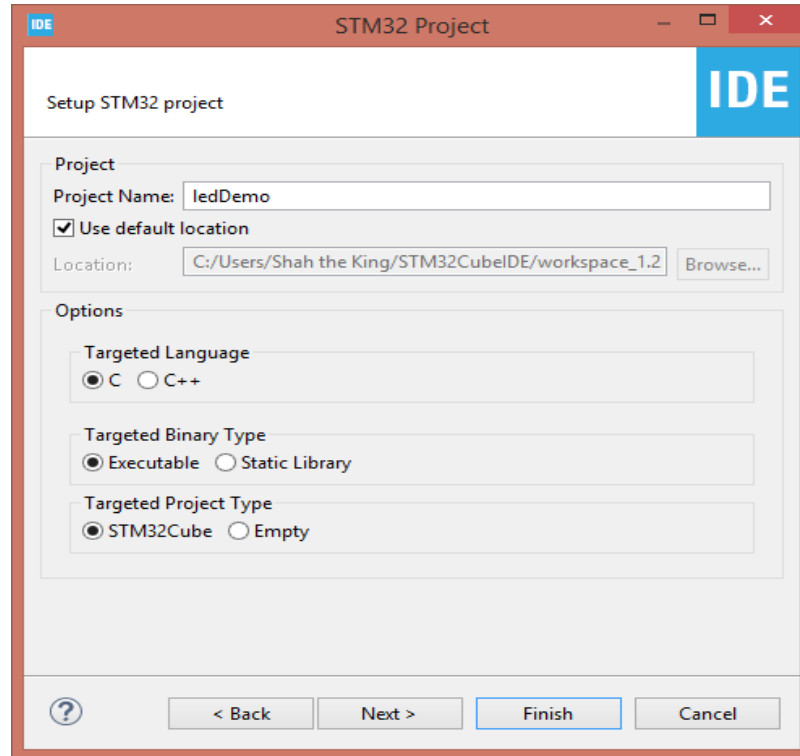 IDE STM32 Project
Setup STM32 project IDE
Project
Project Name: ledDemo
Use default location
Location: C:/Users/Shah the King/STM32CubeIDE/workspace_1.2 Browse...
Options
Targeted Language
C C++
Targeted Binary Type
Executable Static Library
Targeted Project Type
STM32Cube Empty
? < Back Next > Finish Cancel